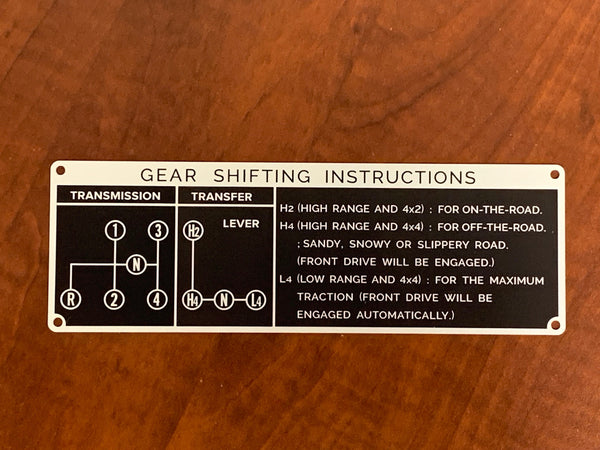 GEAR SHIFTING INSTRUCTIONS
TRANSMISSION
1 3
N
R 2 4
TRANSFER
LEVER
H2
H4 N L4
H2 (HIGH RANGE AND 4x2) : FOR ON-THE-ROAD.
H4 (HIGH RANGE AND 4x4) : FOR OFF-THE-ROAD.
; SANDY, SNOWY OR SLIPPERY ROAD.
(FRONT DRIVE WILL BE ENGAGED.)
L4 (LOW RANGE AND 4x4) : FOR THE MAXIMUM
TRACTION (FRONT DRIVE WILL BE
ENGAGED AUTOMATICALLY.)